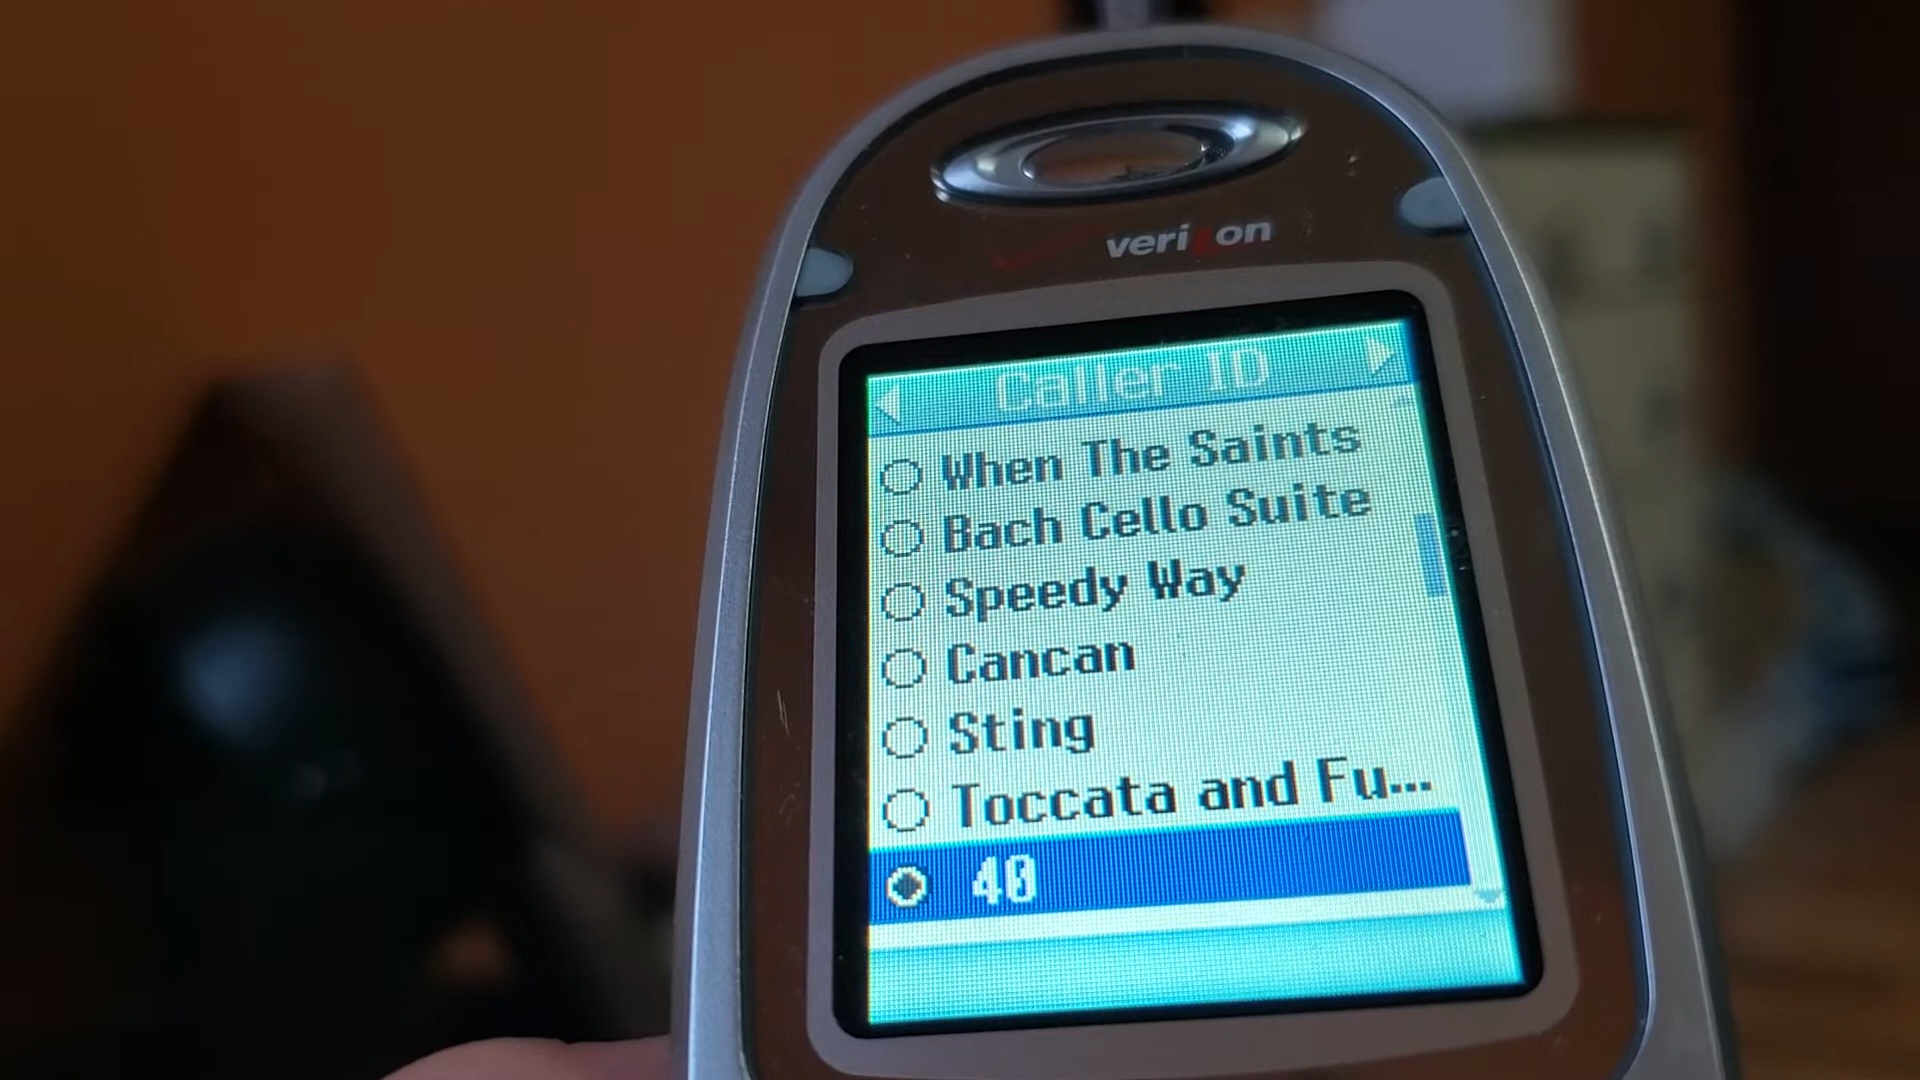 verizon
Caller ID
When The Saints
Bach Cello Suite
Speedy Way
Cancan
Sting
Toccata and Fu...
40